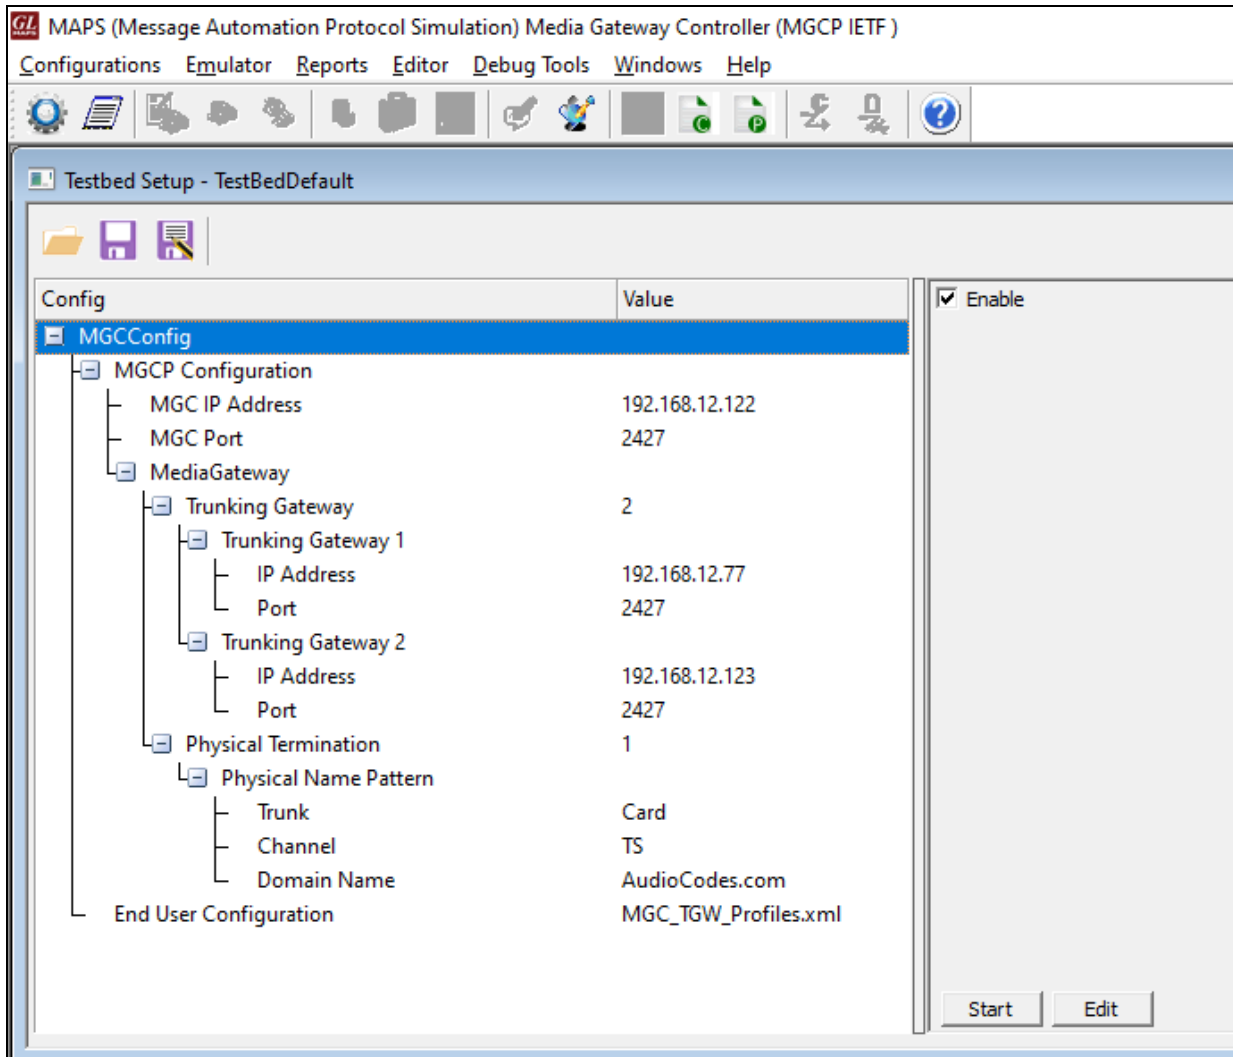 GL MAPS MAPS (Message Automation Protocol Simulation) Media Gateway Controller (MGCP IETF )
Configurations Emulator Reports Editor Debug Tools Windows Help
C P C D ?
Testbed Setup - TestBedDefault
Config Value Enable
MGCConfig
MGCP Configuration
MGC IP Address 192.168.12.122
MGC Port 2427
MediaGateway
Trunking Gateway 2
Trunking Gateway 1
IP Address 192.168.12.77
Port 2427
Trunking Gateway 2
IP Address 192.168.12.123
Port 2427
Physical Termination 1
Physical Name Pattern
Trunk Card
Channel TS
Domain Name AudioCodes.com
End User Configuration MGC_TGW_Profiles.xml
Start Edit